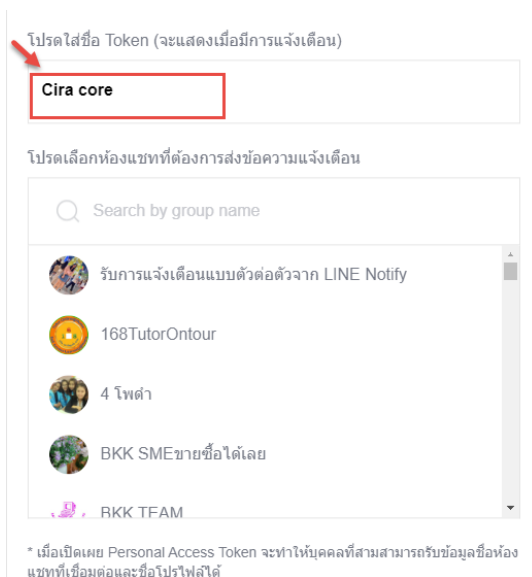 โปรดใส่ชื่อ Token (จะแสดงเมื่อมีการแจ้งเตือน)
Cira core
โปรดเลือกห้องแชทที่ต้องการส่งข้อความแจ้งเตือน
Search by group name
รับการแจ้งเตือนแบบตัวต่อตัวจาก LINE Notify
168TutorOntour
4 โพดำ
BKK SMEขายซื้อได้เลย
BKK TEAM
* เมื่อเปิดเผย Personal Access Token จะทำให้บุคคลที่สามสามารถรับข้อมูลชื่อห้อง
แชทที่เชื่อมต่อและชื่อโปรไฟล์ได้